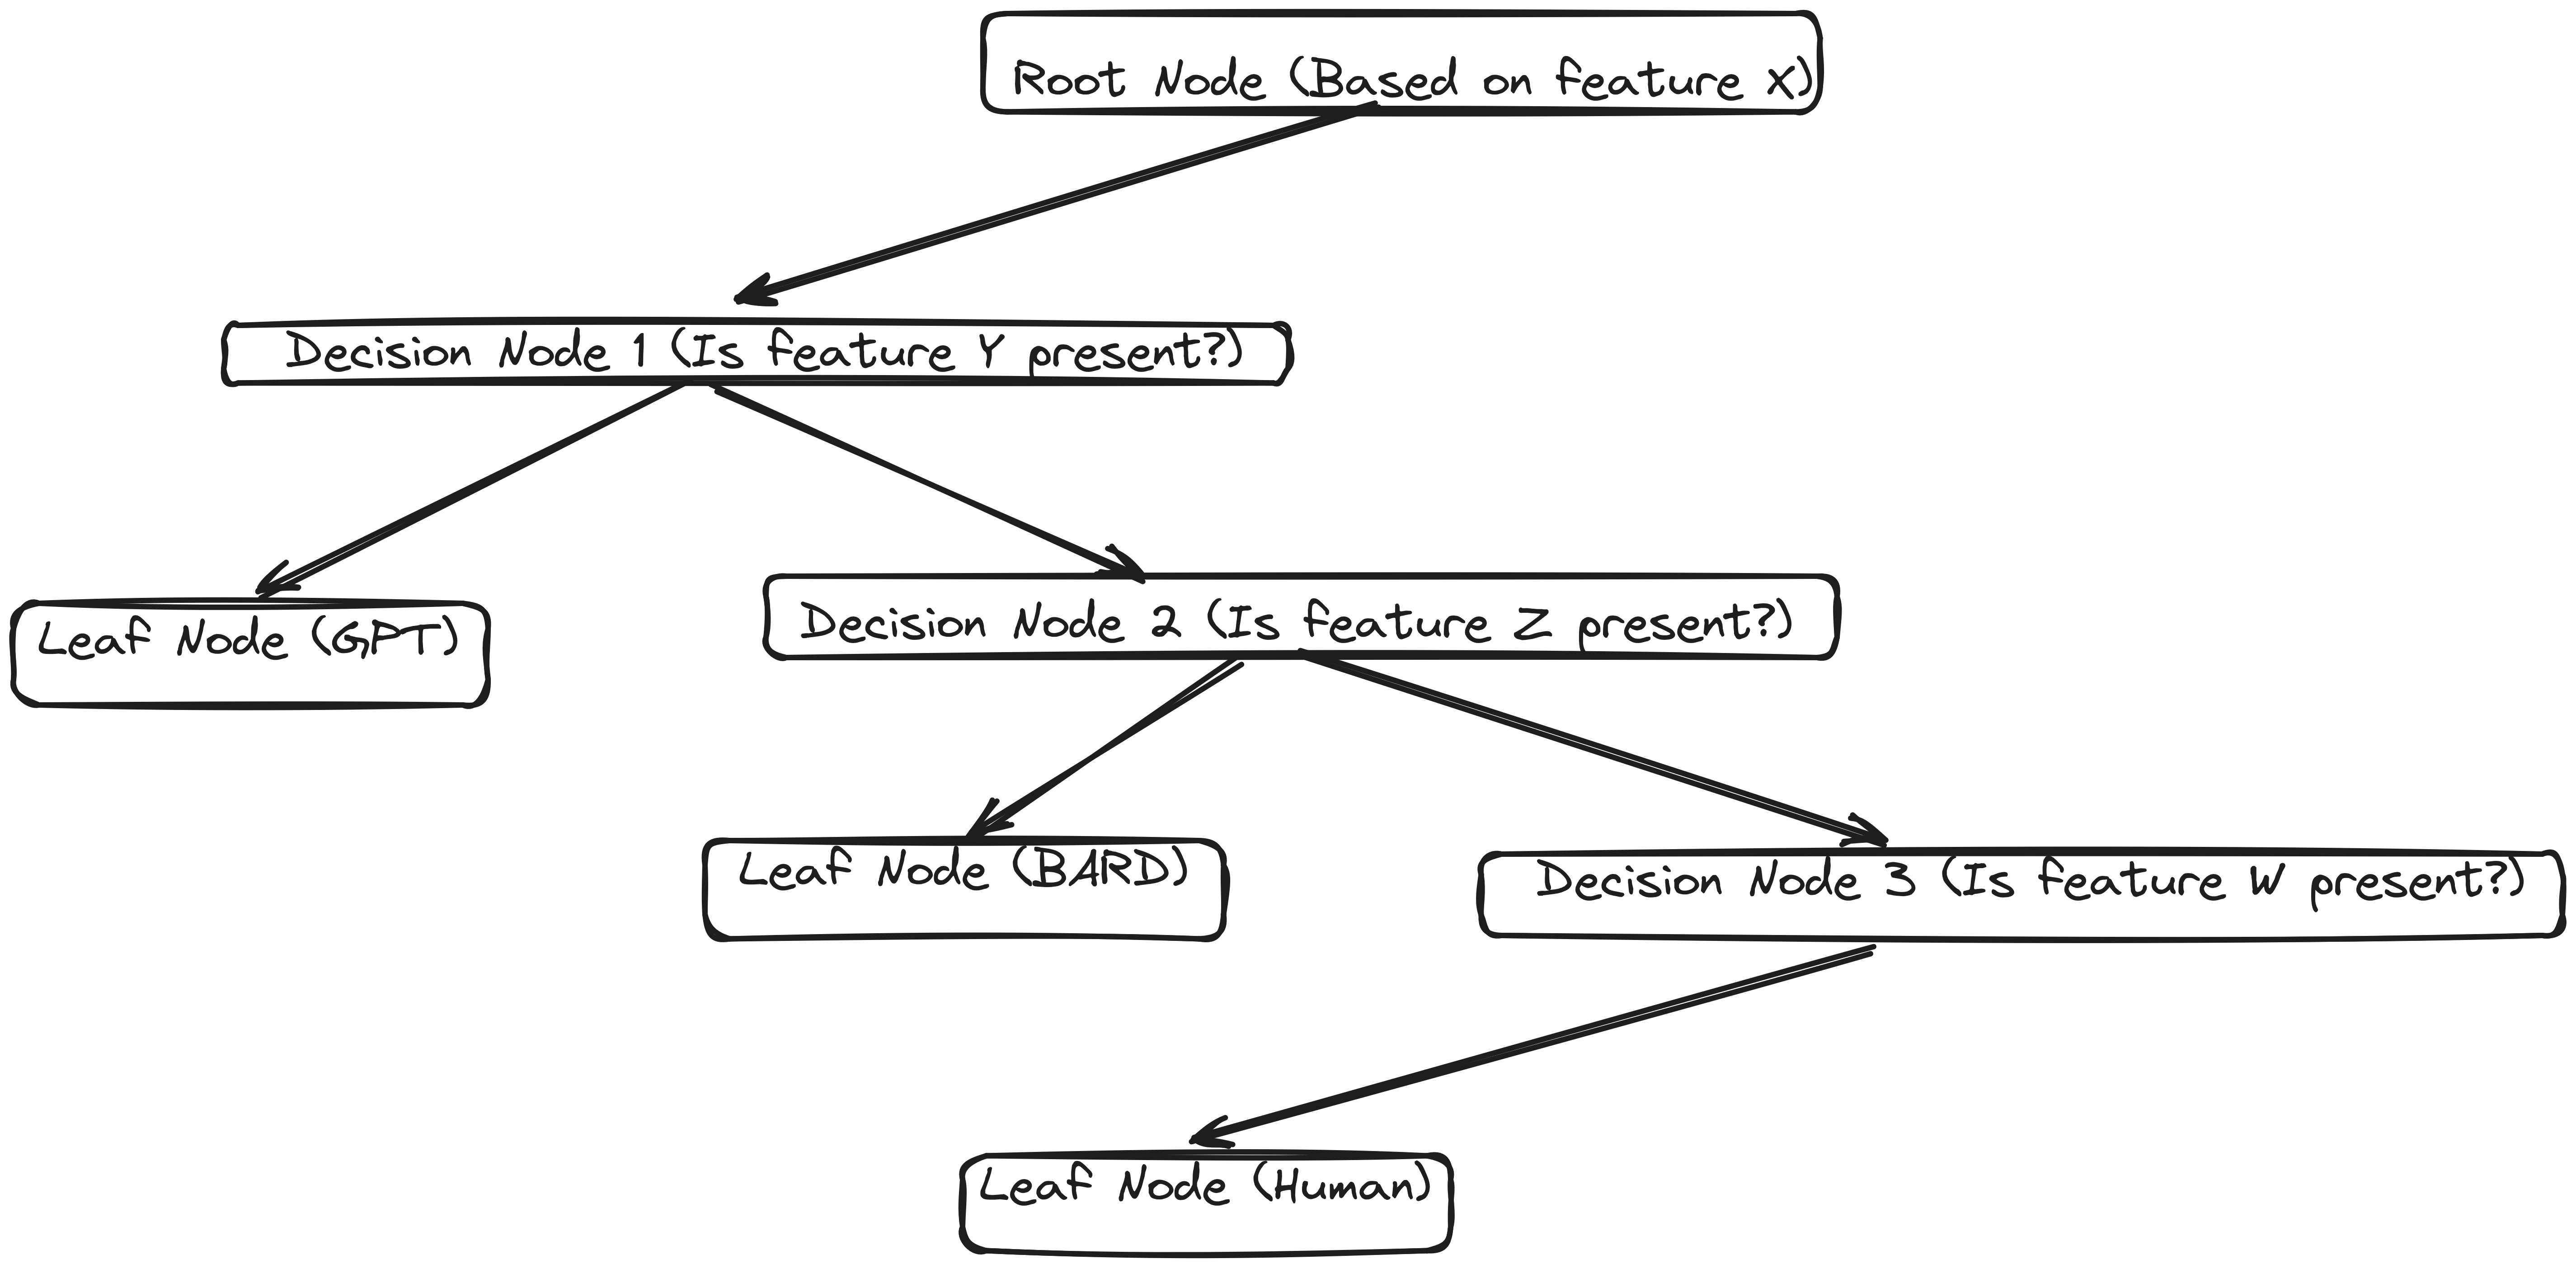 Root Node (Based on feature X)
Decision Node 1 (Is feature Y present?)
Leaf Node (GPT)
Decision Node 2 (Is feature Z present?)
Leaf Node (BARD)
Decision Node 3 (Is feature W present?)
Leaf Node (Human)